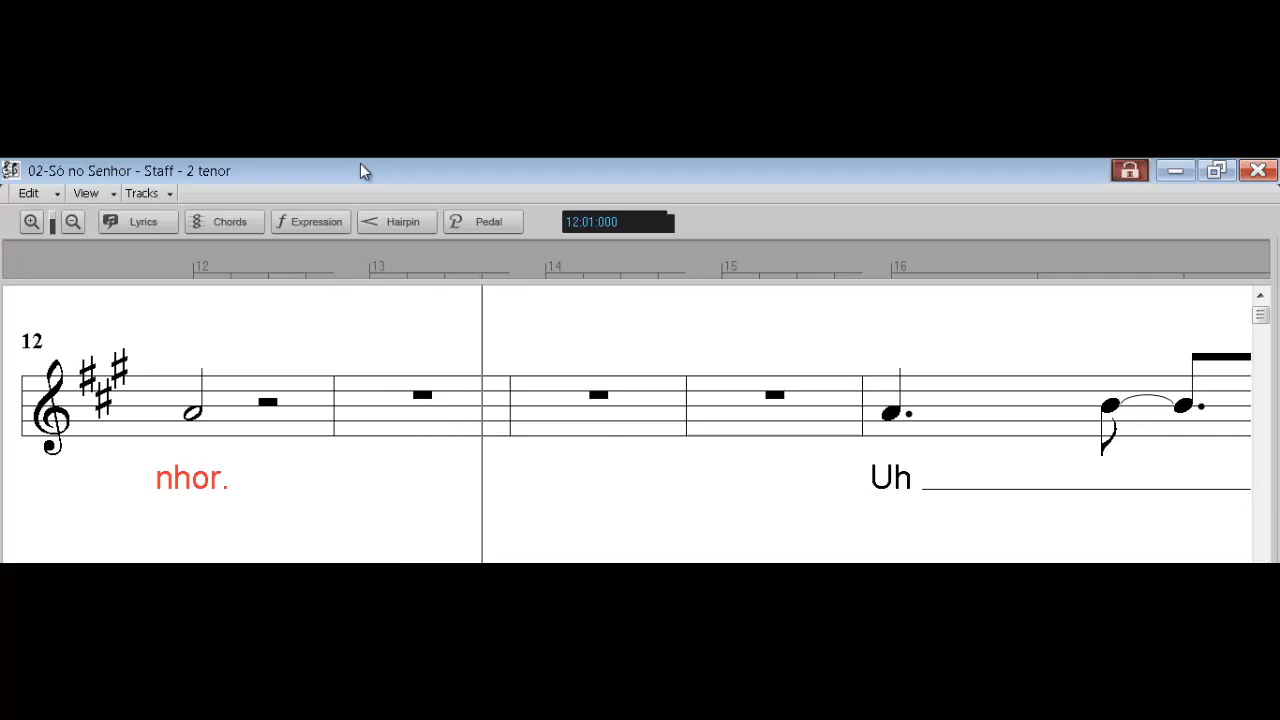 02-Só no Senhor - Staff - 2 tenor
Edit View Tracks
Lyrics Chords Expression Hairpin Pedal 12:01:000
12 13 14 15 16
12
nhor. Uh